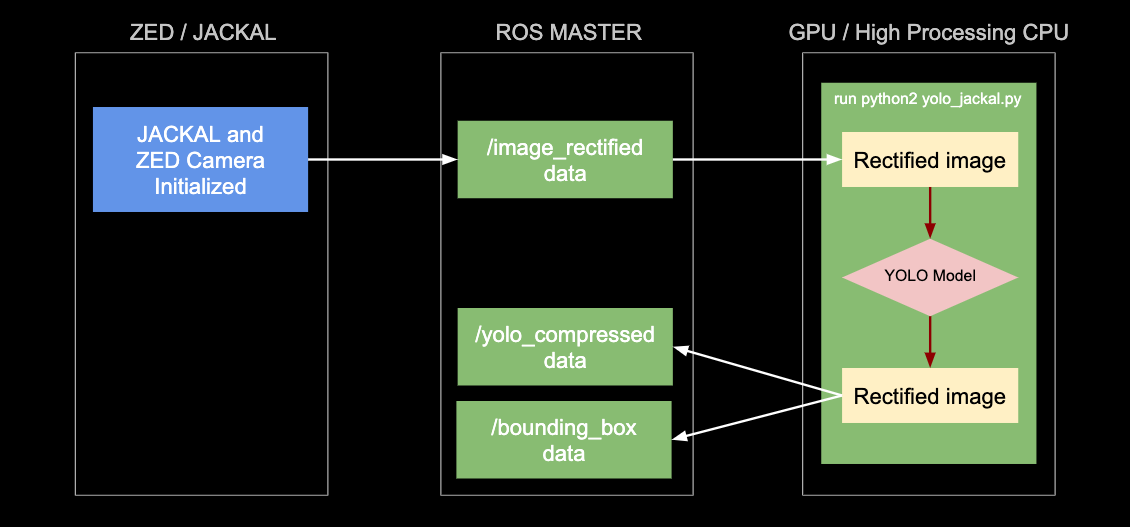 ZED / JACKAL
ROS MASTER
GPU / High Processing CPU
JACKAL and
ZED Camera
Initialized
/image_rectified
data
/yolo_compressed
data
/bounding_box
data
run python2 yolo_jackal.py
Rectified image
YOLO Model
Rectified image